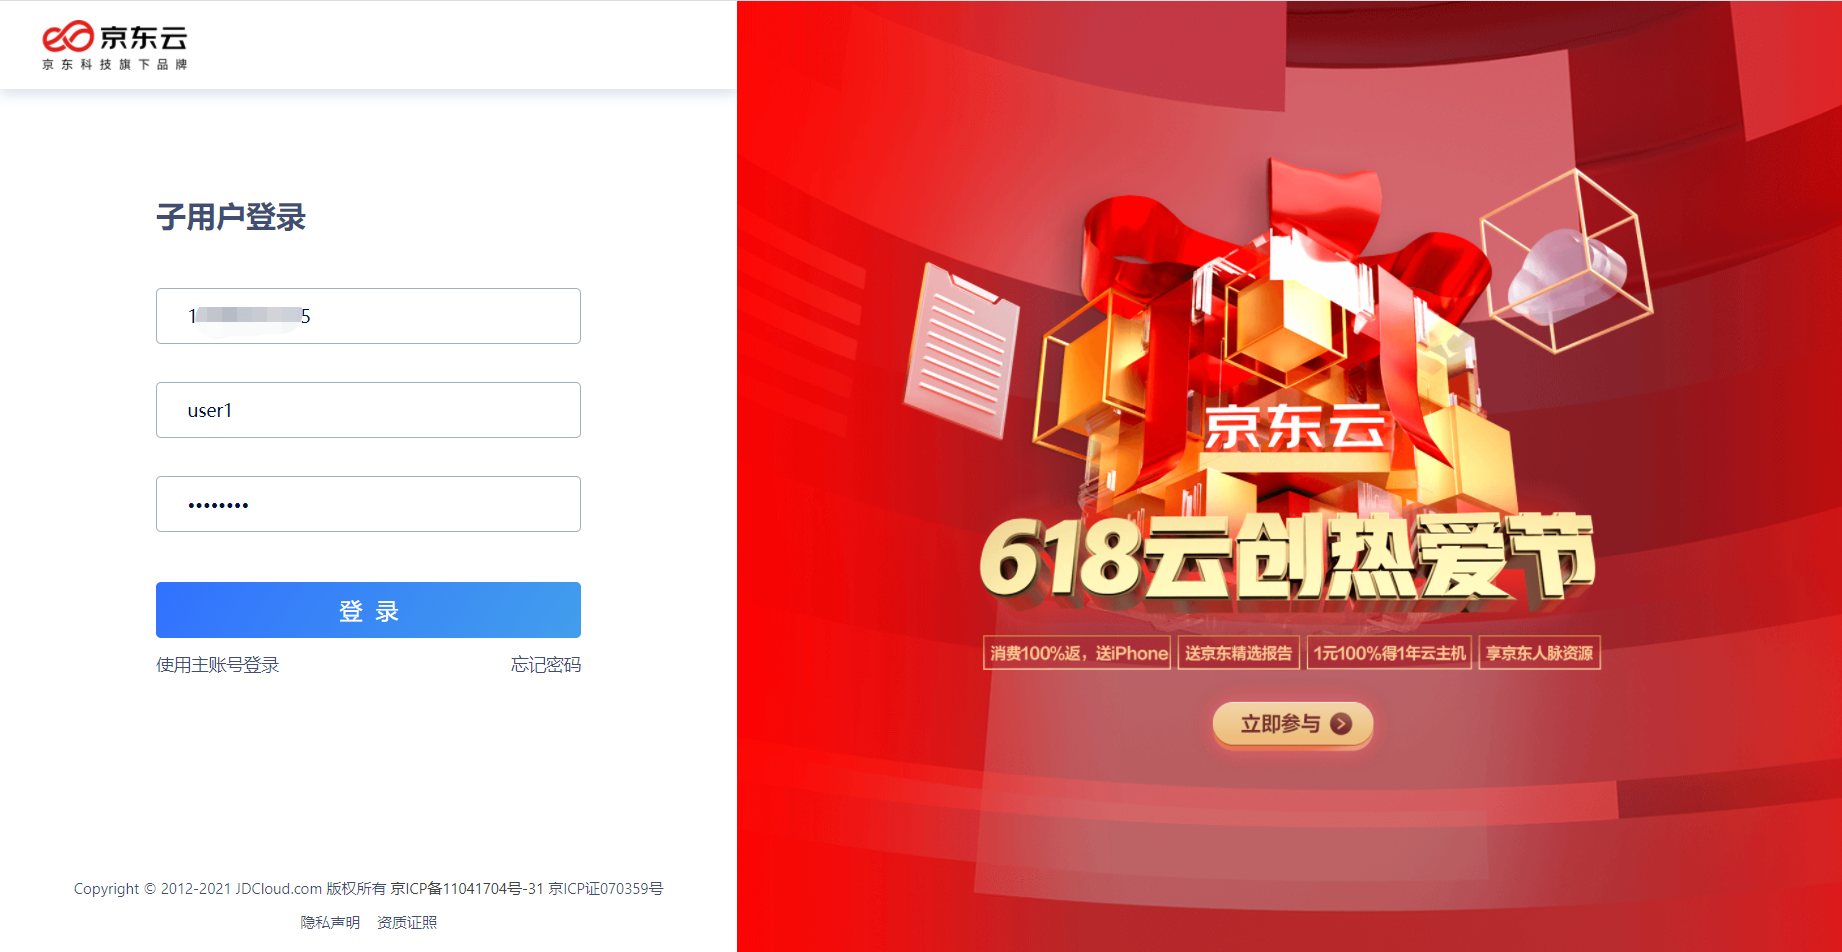 京东云
京东科技旗下品牌
子用户登录
1 5
user1
••••••••
登 录
使用主账号登录 忘记密码
Copyright © 2012-2021 JDCloud.com 版权所有 京ICP备11041704号-31 京ICP证070359号
隐私声明 资质证照
京东云
618云创热爱节
消费100%返，送iPhone 送京东精选报告 1元100%得1年云主机 享京东人脉资源
立即参与